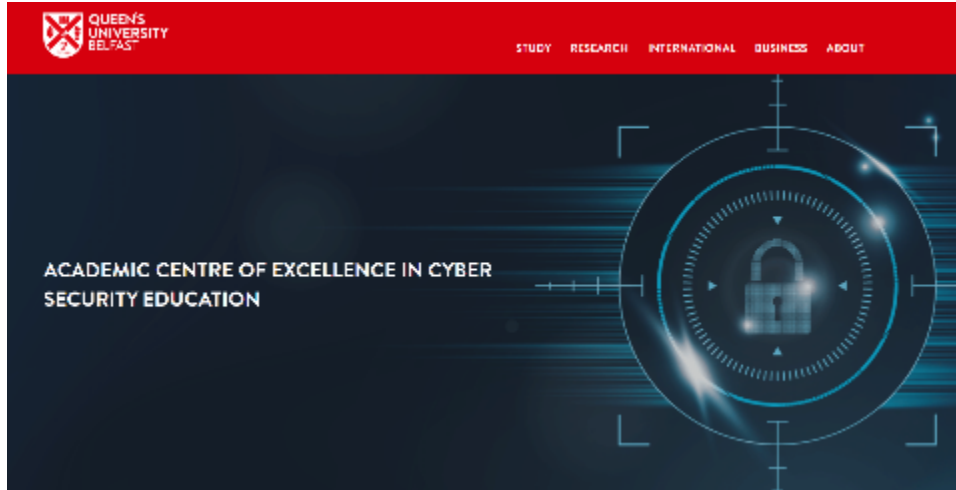 QUEEN'S
UNIVERSITY
BELFAST
STUDY RESEARCH INTERNATIONAL BUSINESS ABOUT
ACADEMIC CENTRE OF EXCELLENCE IN CYBER
SECURITY EDUCATION